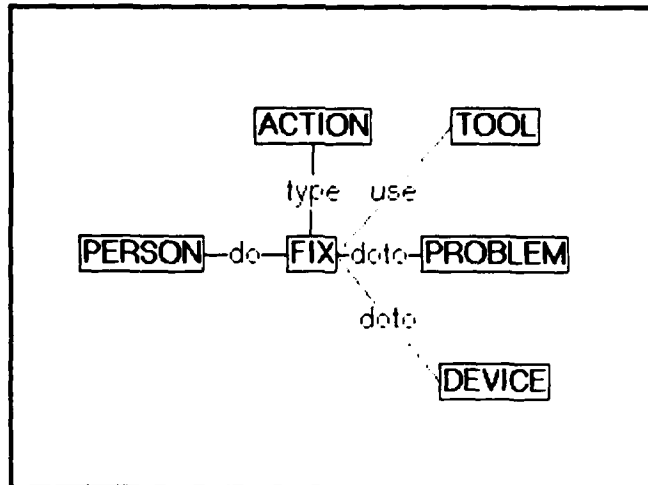 ACTION TOOL
type use
PERSON do FIX doto PROBLEM
doto
DEVICE